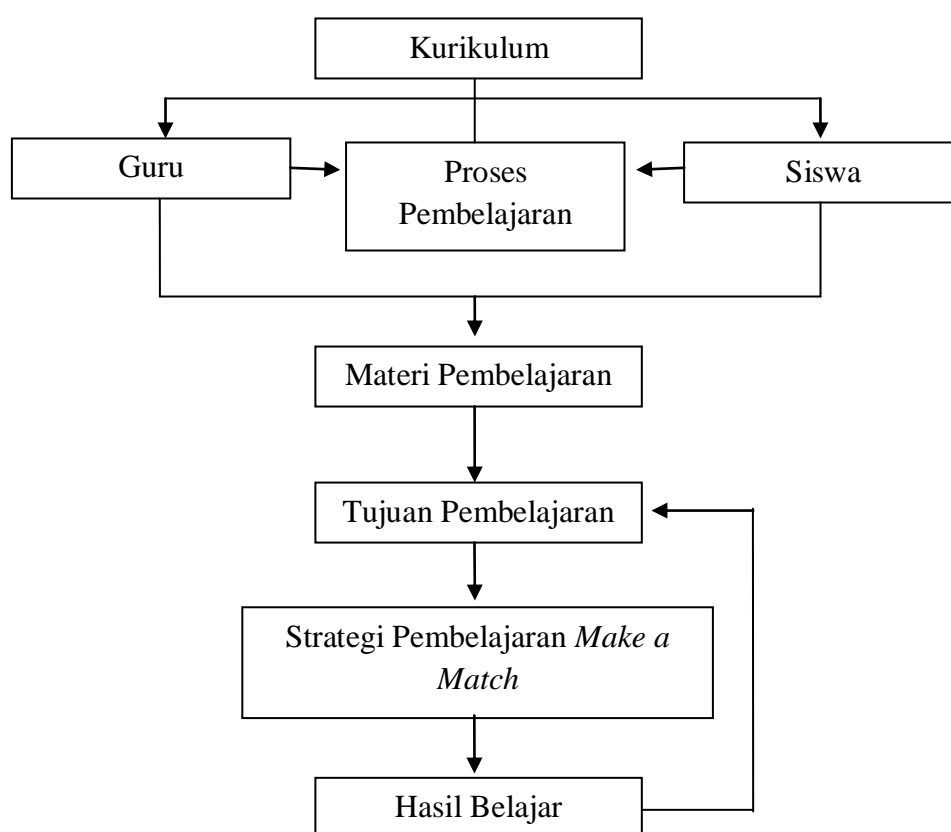 Kurikulum
Guru
Proses
Pembelajaran
Siswa
Materi Pembelajaran
Tujuan Pembelajaran
Strategi Pembelajaran Make a
Match
Hasil Belajar